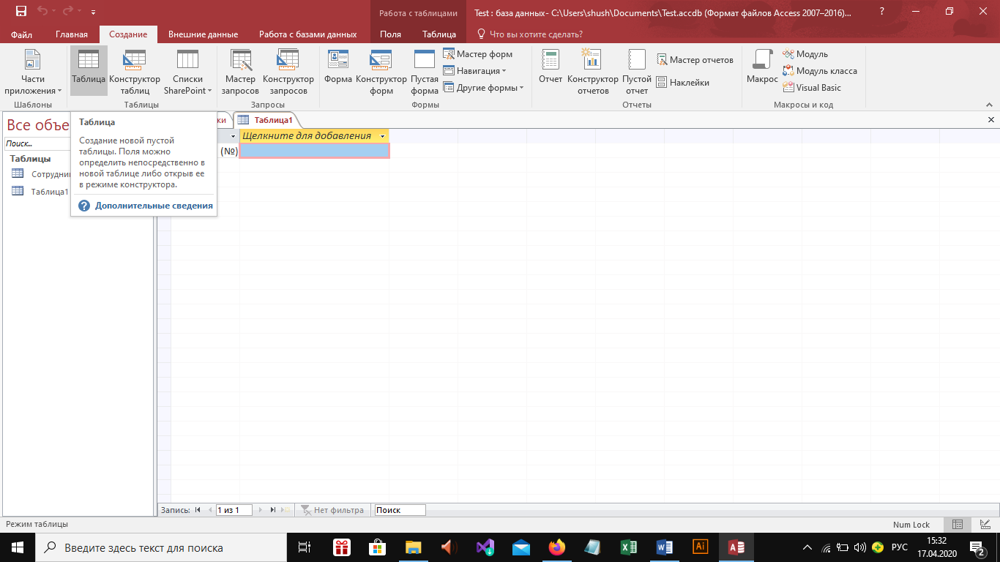 Работа с таблицами
Test : база данных- C:\Users\shush\Documents\Test.accdb (Формат файлов Access 2007–2016)...
?
Файл
Главная
Создание
Внешние данные
Работа с базами данных
Поля
Таблица
Что вы хотите сделать?
Части приложения
Таблица
Конструктор таблиц
Списки SharePoint
Мастер запросов
Конструктор запросов
Форма
Конструктор форм
Пустая форма
Мастер форм
Навигация
Другие формы
Отчет
Конструктор отчетов
Пустой отчет
Мастер отчетов
Наклейки
Макрос
Модуль
Модуль класса
Visual Basic
Шаблоны
Таблицы
Запросы
Формы
Отчеты
Макросы и код
Все объе
Поиск...
Таблицы
Сотрудни
Таблица1
Таблица
Создание новой пустой
таблицы. Поля можно
определить непосредственно в
новой таблице либо открыв ее
в режиме конструктора.
? Дополнительные сведения
ки
Таблица1
Щелкните для добавления
(№)
Запись:
1 из 1
Нет фильтра
Поиск
Режим таблицы
Num Lock
Введите здесь текст для поиска
Ai
РУС
15:32
17.04.2020
2